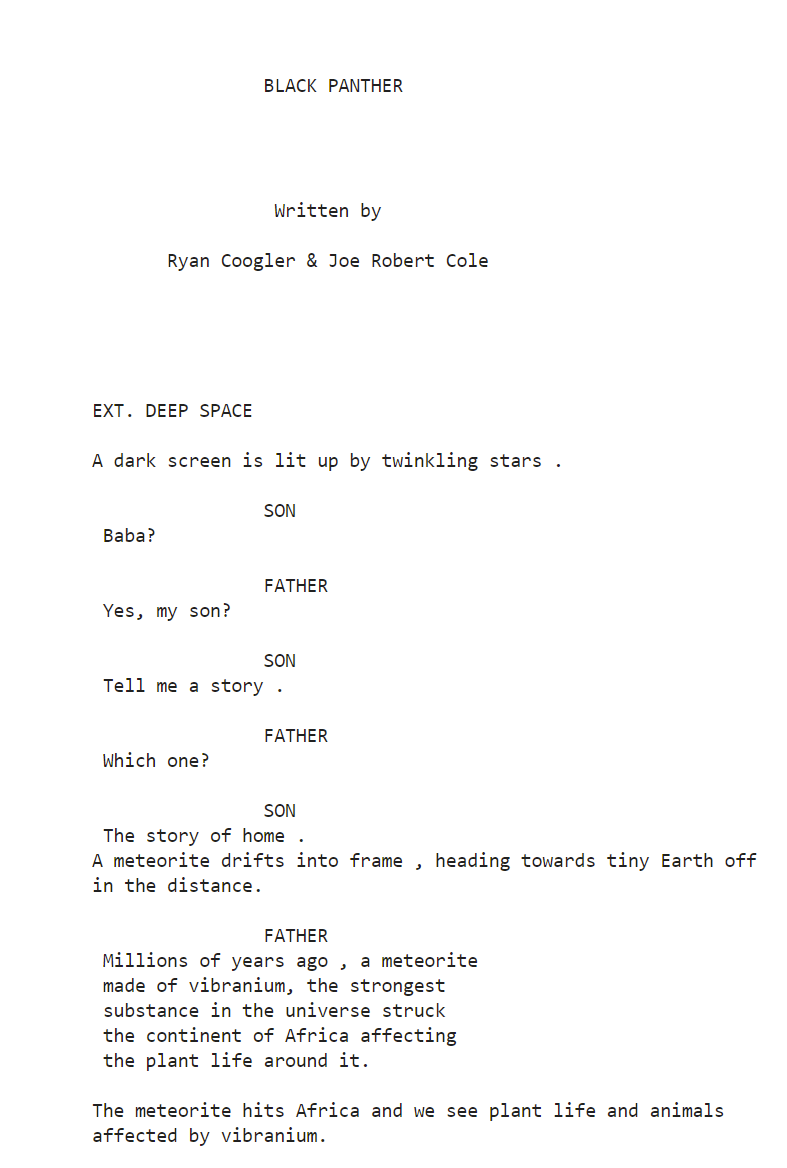 BLACK PANTHER
Written by
Ryan Coogler & Joe Robert Cole
EXT. DEEP SPACE
A dark screen is lit up by twinkling stars .
SON
Baba?
FATHER
Yes, my son?
SON
Tell me a story .
FATHER
Which one?
SON
The story of home .
A meteorite drifts into frame , heading towards tiny Earth off
in the distance.
FATHER
Millions of years ago , a meteorite
made of vibranium, the strongest
substance in the universe struck
the continent of Africa affecting
the plant life around it.
The meteorite hits Africa and we see plant life and animals
affected by vibranium.